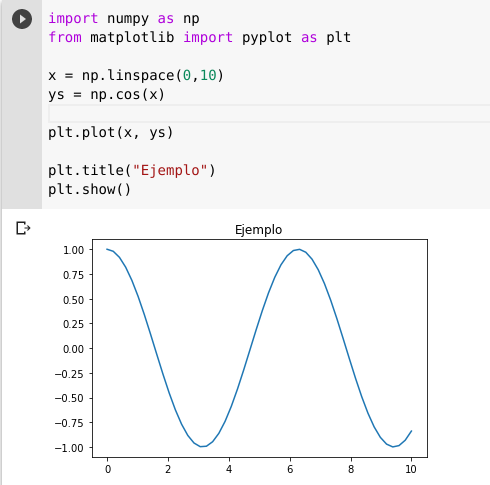 import numpy as np
from matplotlib import pyplot as plt
x = np.linspace(0,10)
ys = np.cos(x)
plt.plot(x, ys)
plt.title("Ejemplo")
plt.show()
Ejemplo
1.00
0.75
0.50
0.25
0.00
−0.25
−0.50
−0.75
−1.00
0 2 4 6 8 10